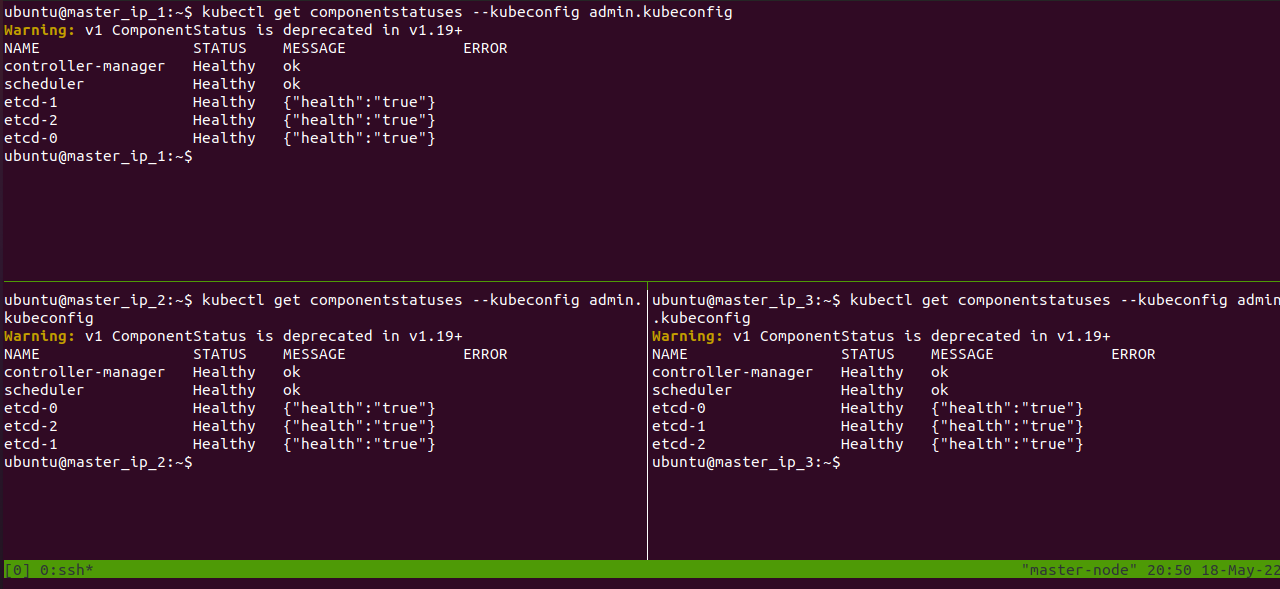 ubuntu@master_ip_1:~$ kubectl get componentstatuses --kubeconfig admin.kubeconfig
Warning: v1 ComponentStatus is deprecated in v1.19+
NAME                 STATUS    MESSAGE             ERROR
controller-manager   Healthy   ok
scheduler            Healthy   ok
etcd-1               Healthy   {"health":"true"}
etcd-2               Healthy   {"health":"true"}
etcd-0               Healthy   {"health":"true"}
ubuntu@master_ip_1:~$
ubuntu@master_ip_2:~$ kubectl get componentstatuses --kubeconfig admin.
kubeconfig
Warning: v1 ComponentStatus is deprecated in v1.19+
NAME                 STATUS    MESSAGE             ERROR
controller-manager   Healthy   ok
scheduler            Healthy   ok
etcd-0               Healthy   {"health":"true"}
etcd-2               Healthy   {"health":"true"}
etcd-1               Healthy   {"health":"true"}
ubuntu@master_ip_2:~$
ubuntu@master_ip_3:~$ kubectl get componentstatuses --kubeconfig admin
.kubeconfig
Warning: v1 ComponentStatus is deprecated in v1.19+
NAME                 STATUS    MESSAGE             ERROR
controller-manager   Healthy   ok
scheduler            Healthy   ok
etcd-0               Healthy   {"health":"true"}
etcd-1               Healthy   {"health":"true"}
etcd-2               Healthy   {"health":"true"}
ubuntu@master_ip_3:~$
[0] 0:ssh* "master-node" 20:50 18-May-22